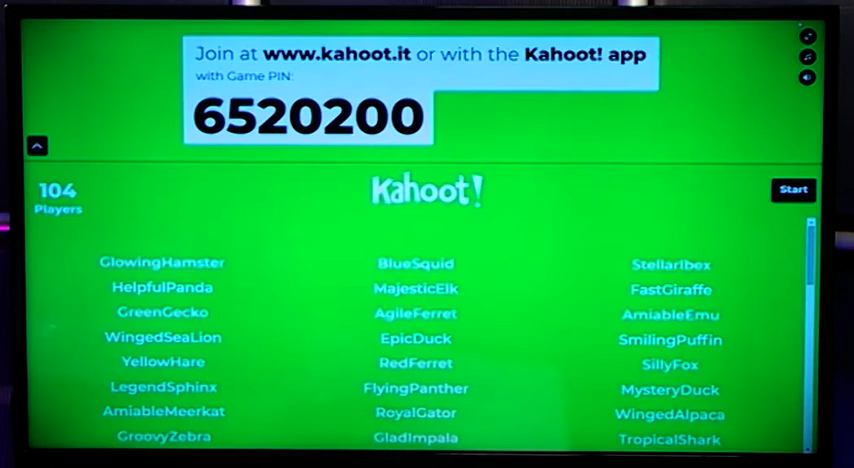 Join at www.kahoot.it or with the Kahoot! app
with Game PIN:
6520200
104
Players
Kahoot!
Start
GlowingHamster BlueSquid StellarIbex
HelpfulPanda MajesticElk FastGiraffe
GreenGecko AgileFerret AmiableEmu
WingedSeaLion EpicDuck SmilingPuffin
YellowHare RedFerret SillyFox
LegendSphinx FlyingPanther MysteryDuck
AmiableMeerkat RoyalGator WingedAlpaca
GroovyZebra GladImpala TropicalShark